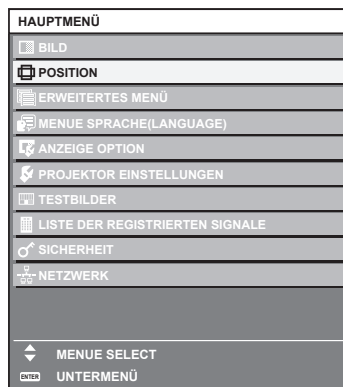 HAUPTMENÜ
BILD
POSITION
ERWEITERTES MENÜ
MENUE SPRACHE(LANGUAGE)
ANZEIGE OPTION
PROJEKTOR EINSTELLUNGEN
TESTBILDER
LISTE DER REGISTRIERTEN SIGNALE
SICHERHEIT
NETZWERK
MENUE SELECT
ENTER UNTERMENÜ